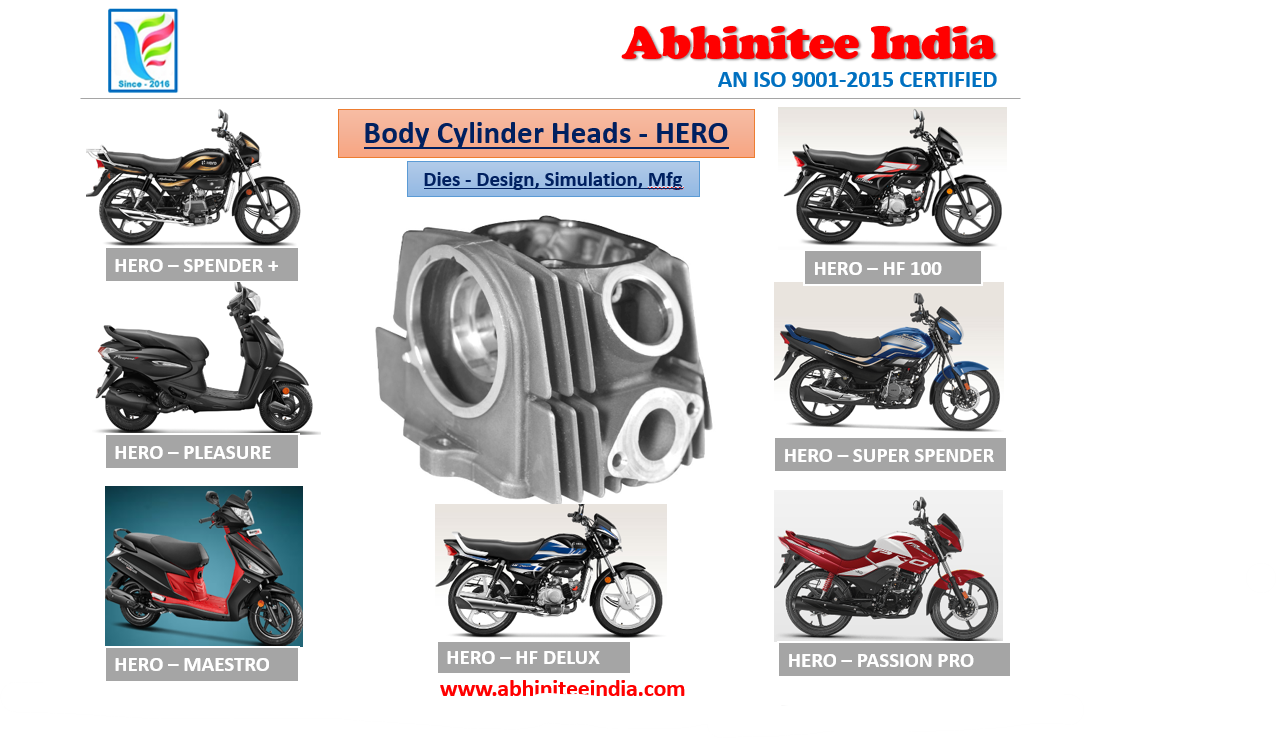 Since - 2016
Abhinitee India
AN ISO 9001-2015 CERTIFIED
Body Cylinder Heads - HERO
Dies - Design, Simulation, Mfg
HERO – SPENDER +
HERO – HF 100
HERO – PLEASURE
HERO – SUPER SPENDER
HERO – MAESTRO
HERO – HF DELUX
HERO – PASSION PRO
www.abhiniteeindia.com